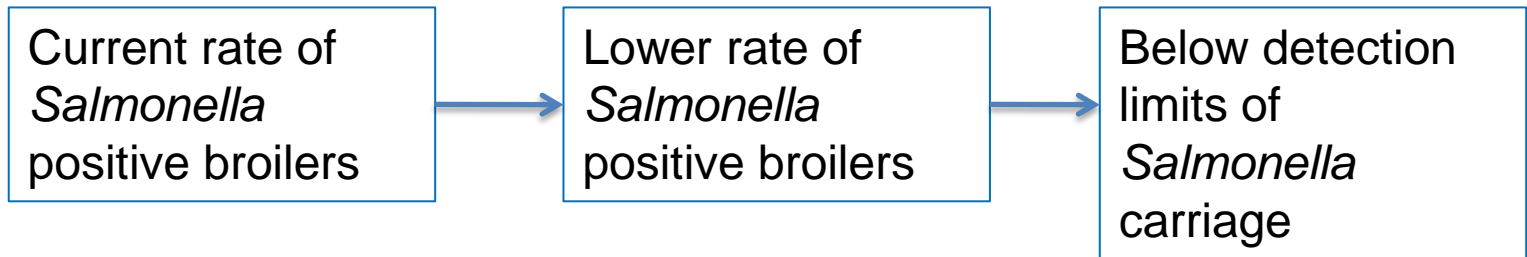 Current rate of
Salmonella
positive broilers
Lower rate of
Salmonella
positive broilers
Below detection
limits of
Salmonella
carriage